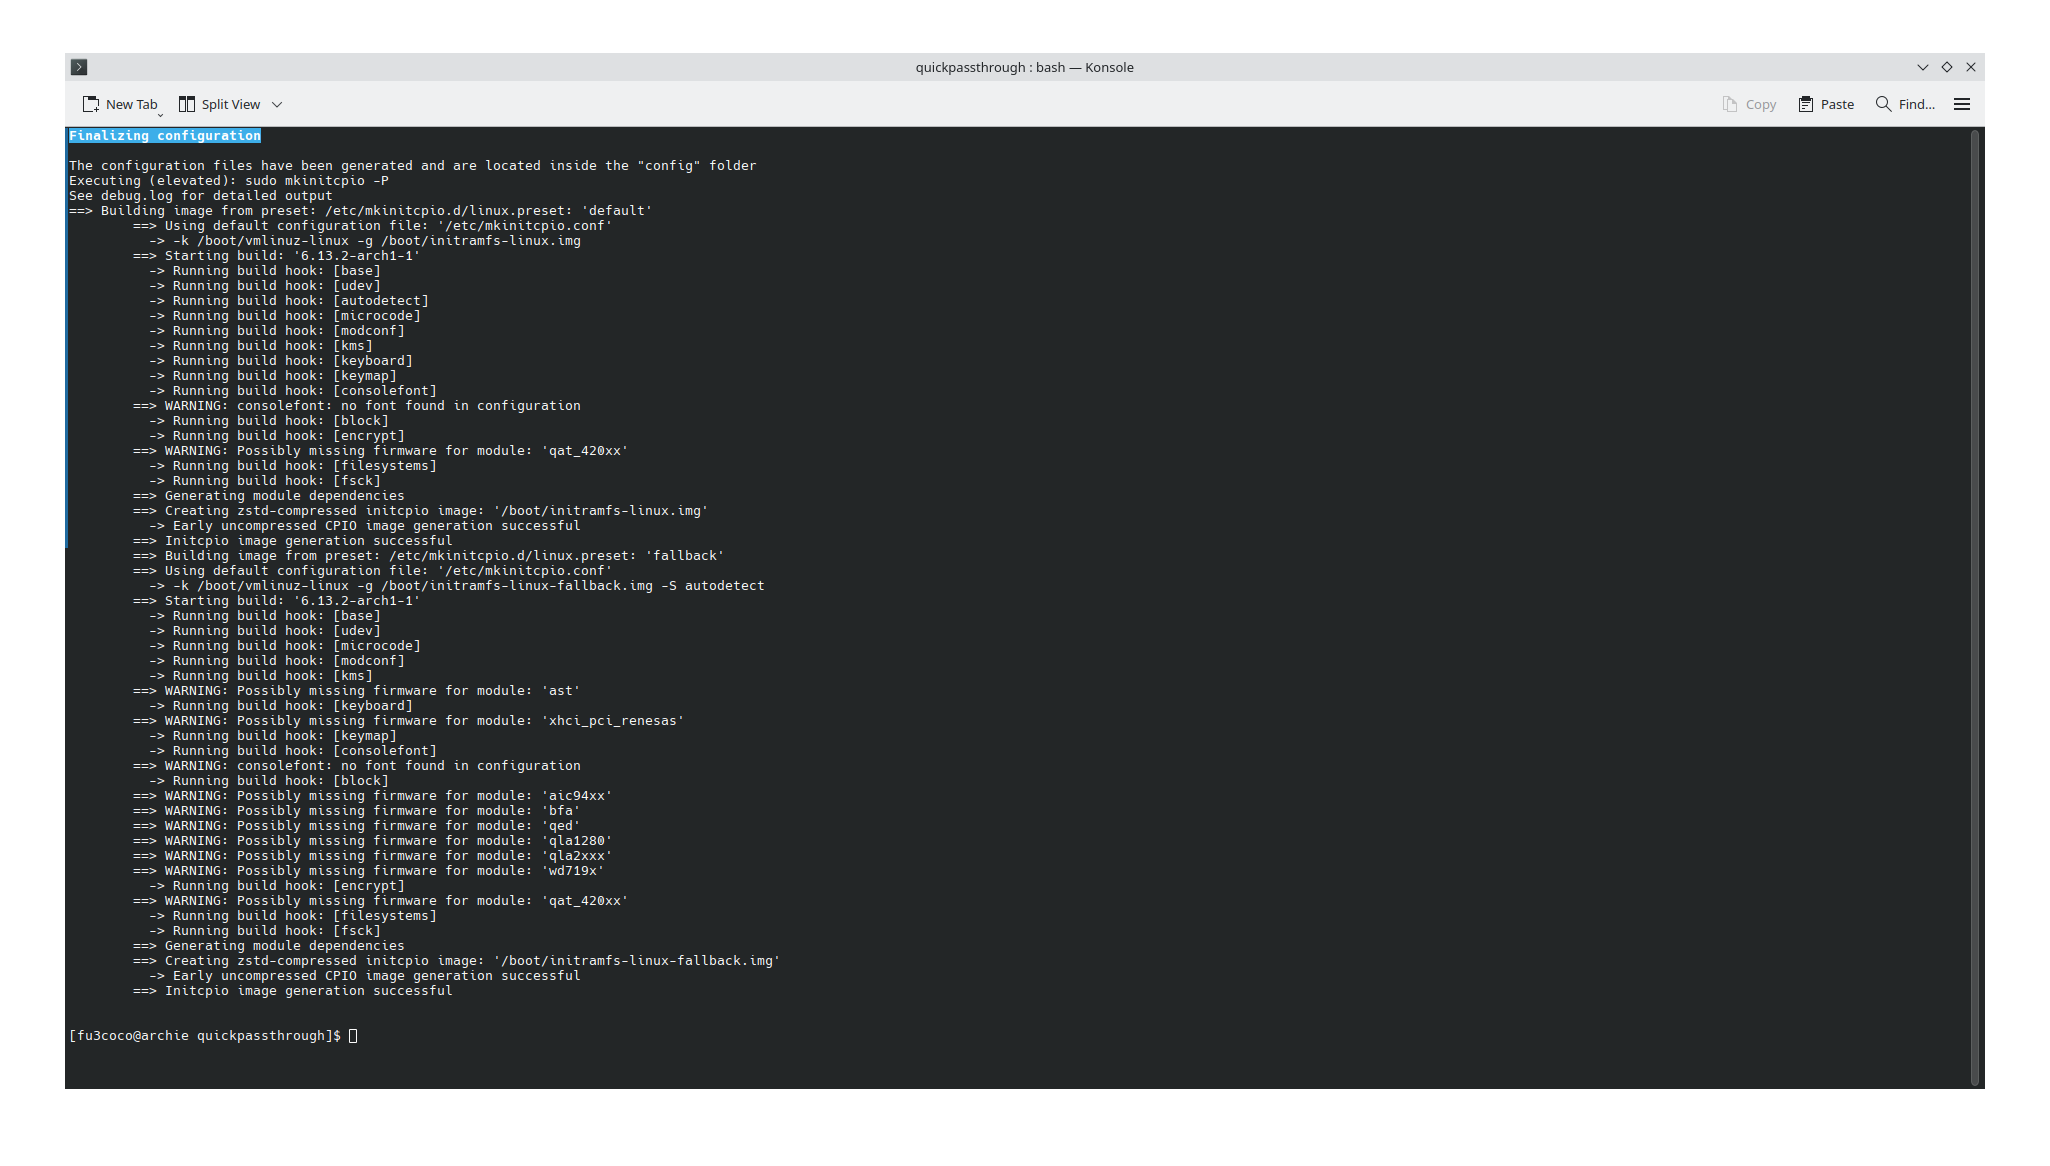 quickpassthrough : bash — Konsole
New Tab Split View Copy Paste Find...
Finalizing configuration
The configuration files have been generated and are located inside the "config" folder
Executing (elevated): sudo mkinitcpio -P
See debug.log for detailed output
==> Building image from preset: /etc/mkinitcpio.d/linux.preset: 'default'
==> Using default configuration file: '/etc/mkinitcpio.conf'
-> -k /boot/vmlinuz-linux -g /boot/initramfs-linux.img
==> Starting build: '6.13.2-arch1-1'
-> Running build hook: [base]
-> Running build hook: [udev]
-> Running build hook: [autodetect]
-> Running build hook: [microcode]
-> Running build hook: [modconf]
-> Running build hook: [kms]
-> Running build hook: [keyboard]
-> Running build hook: [keymap]
-> Running build hook: [consolefont]
==> WARNING: consolefont: no font found in configuration
-> Running build hook: [block]
-> Running build hook: [encrypt]
==> WARNING: Possibly missing firmware for module: 'qat_420xx'
-> Running build hook: [filesystems]
-> Running build hook: [fsck]
==> Generating module dependencies
==> Creating zstd-compressed initcpio image: '/boot/initramfs-linux.img'
-> Early uncompressed CPIO image generation successful
==> Initcpio image generation successful
==> Building image from preset: /etc/mkinitcpio.d/linux.preset: 'fallback'
==> Using default configuration file: '/etc/mkinitcpio.conf'
-> -k /boot/vmlinuz-linux -g /boot/initramfs-linux-fallback.img -S autodetect
==> Starting build: '6.13.2-arch1-1'
-> Running build hook: [base]
-> Running build hook: [udev]
-> Running build hook: [microcode]
-> Running build hook: [modconf]
-> Running build hook: [kms]
==> WARNING: Possibly missing firmware for module: 'ast'
-> Running build hook: [keyboard]
==> WARNING: Possibly missing firmware for module: 'xhci_pci_renesas'
-> Running build hook: [keymap]
-> Running build hook: [consolefont]
==> WARNING: consolefont: no font found in configuration
-> Running build hook: [block]
==> WARNING: Possibly missing firmware for module: 'aic94xx'
==> WARNING: Possibly missing firmware for module: 'bfa'
==> WARNING: Possibly missing firmware for module: 'qed'
==> WARNING: Possibly missing firmware for module: 'qla1280'
==> WARNING: Possibly missing firmware for module: 'qla2xxx'
==> WARNING: Possibly missing firmware for module: 'wd719x'
-> Running build hook: [encrypt]
==> WARNING: Possibly missing firmware for module: 'qat_420xx'
-> Running build hook: [filesystems]
-> Running build hook: [fsck]
==> Generating module dependencies
==> Creating zstd-compressed initcpio image: '/boot/initramfs-linux-fallback.img'
-> Early uncompressed CPIO image generation successful
==> Initcpio image generation successful
[fu3coco@archie quickpassthrough]$